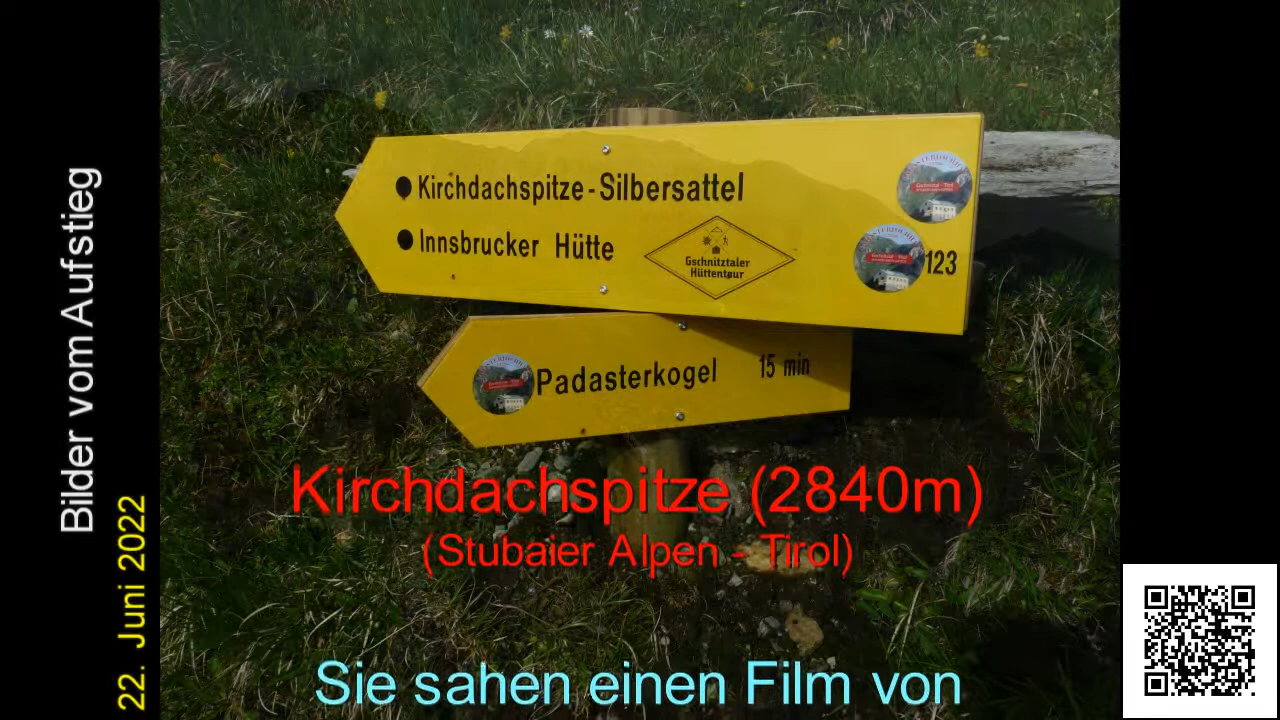 Bilder vom Aufstieg
22. Juni 2022
Kirchdachspitze - Silbersattel
Innsbrucker Hütte
Gschnitztaler
Hüttentour
123
Padasterkogel 15 min
Kirchdachspitze (2840m)
(Stubaier Alpen - Tirol)
Sie sahen einen Film von